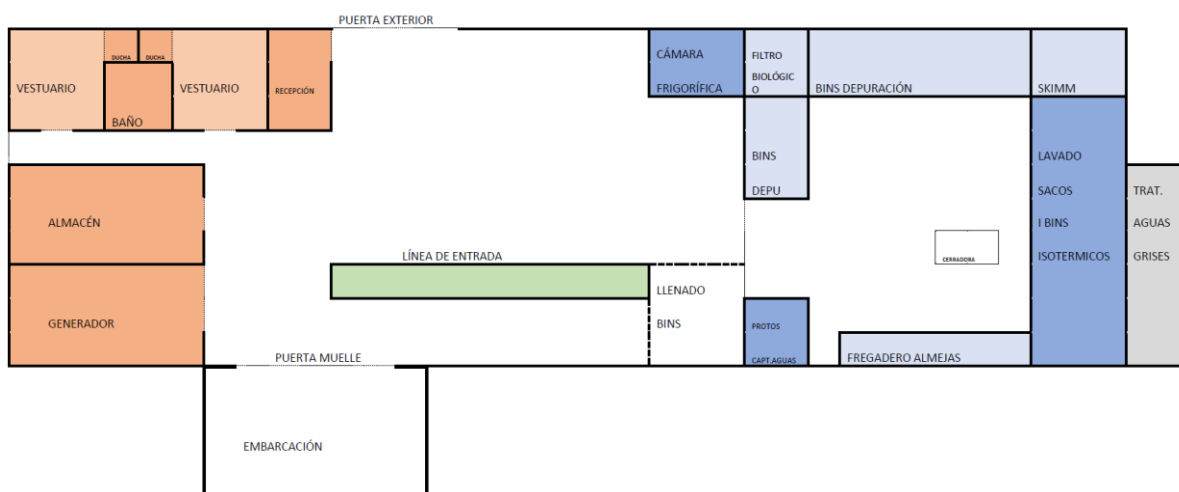 PUERTA EXTERIOR
DUCHA
DUCHA
VESTUARIO
VESTUARIO
RECEPCIÓN
BAÑO
CÁMARA
FRIGORÍFICA
FILTRO
BIOLÓGIC
O
BINS DEPURACIÓN
SKIMM
BINS
DEPU
LAVADO
SACOS
I BINS
ISOTERMICOS
TRAT.
AGUAS
GRISES
ALMACÉN
LÍNEA DE ENTRADA
CERRADORA
LLENADO
BINS
GENERADOR
PROTOS
CAPT.AGUAS
PUERTA MUELLE
FREGADERO ALMEJAS
EMBARCACIÓN